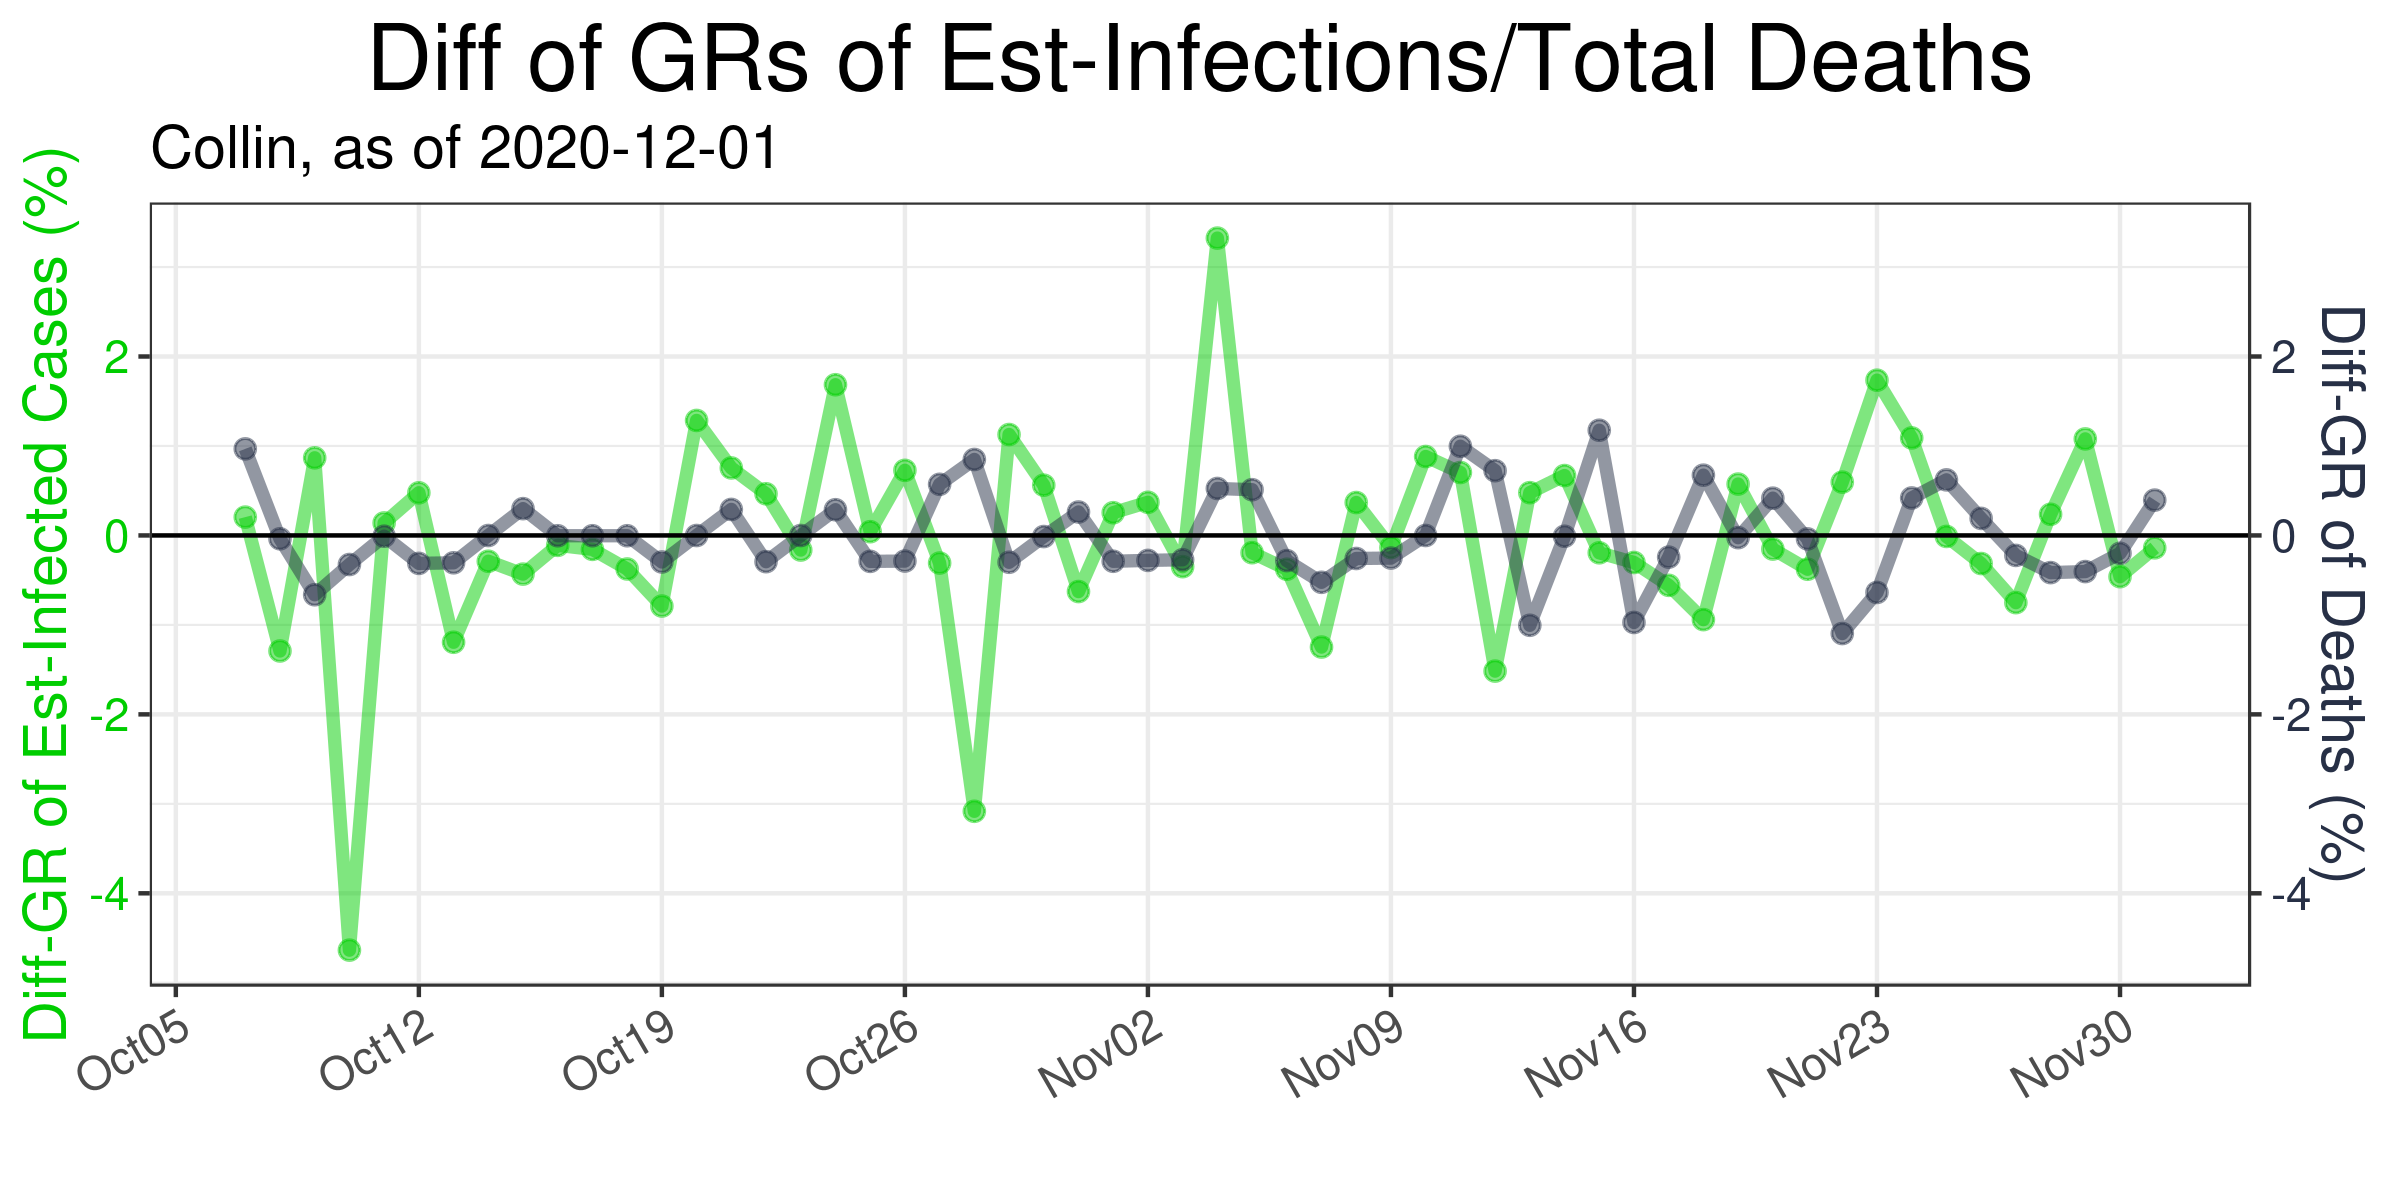 Diff of GRs of Est-Infections/Total Deaths
Collin, as of 2020-12-01
Diff-GR of Est-Infected Cases (%)
2
0
-2
-4
2
0
-2
-4
Diff-GR of Deaths (%)
Oct05
Oct12
Oct19
Oct26
Nov02
Nov09
Nov16
Nov23
Nov30